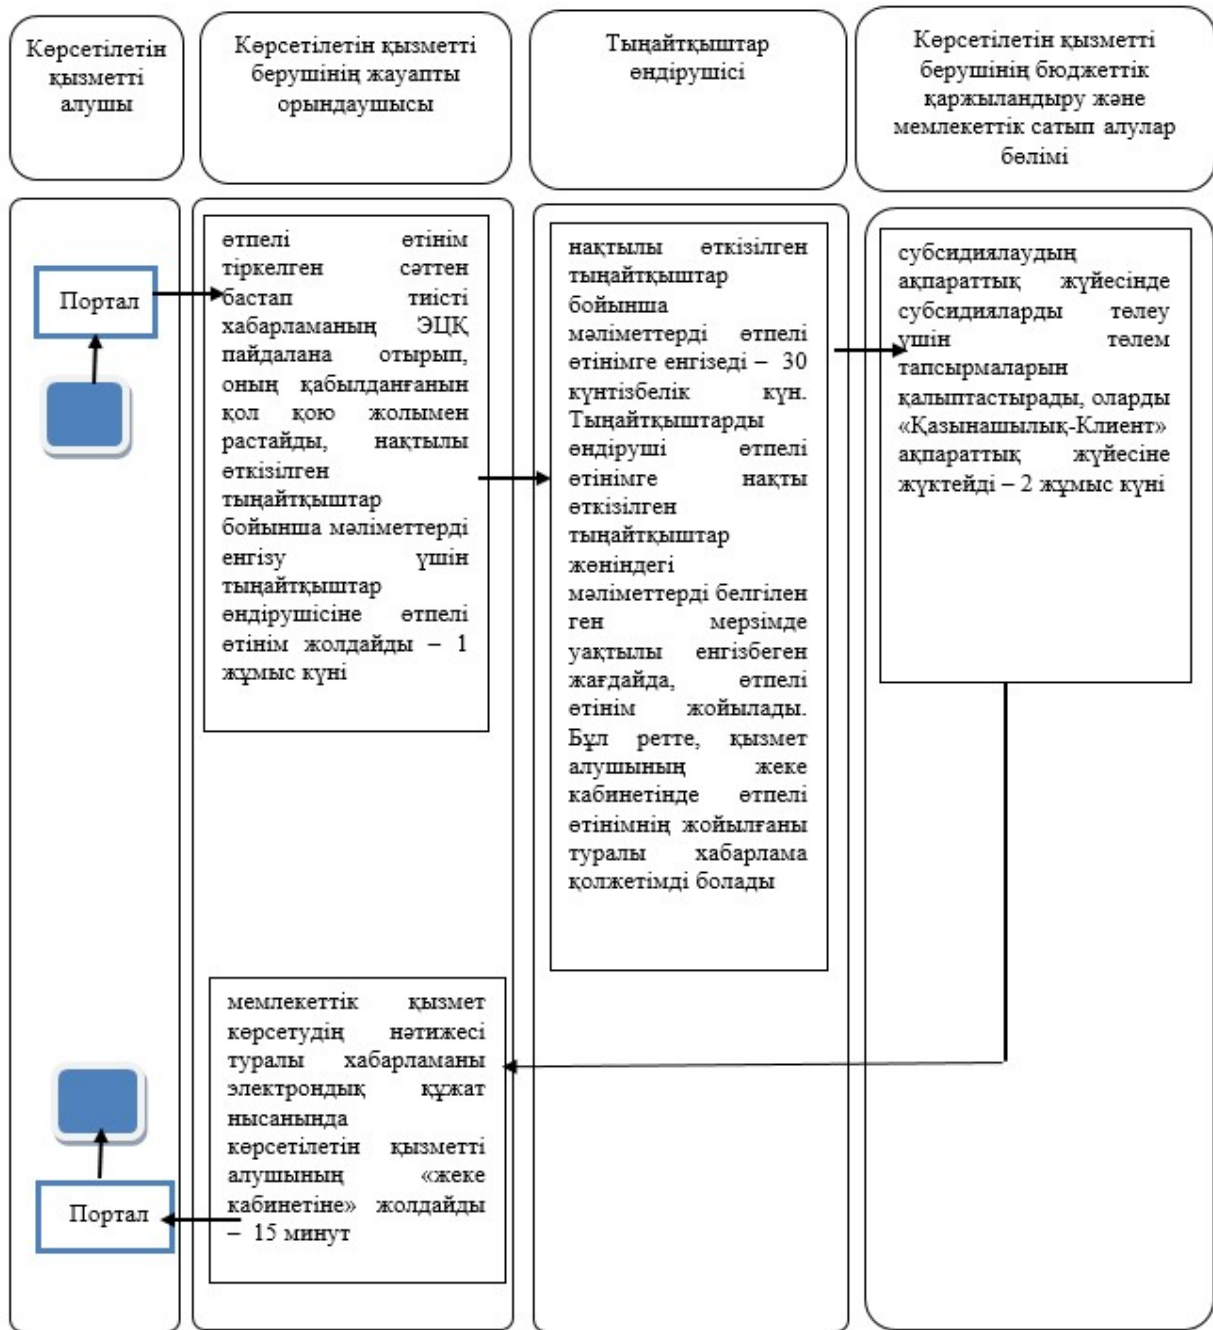 Көрсетілетін
қызметті
алушы
Көрсетілетін қызметті
берушінің жауапты
орындаушысы
Тыңайтқыштар
өндірушісі
Көрсетілетін қызметті
берушінің бюджеттік
қаржыландыру және
мемлекеттік сатып алулар
бөлімі
Портал
өтпелі өтінім
тіркелген сәттен
бастап тиісті
хабарламаның ЭЦҚ
пайдалана отырып,
оның қабылданғанын
қол қою жолымен
растайды, нақтылы
өткізілген
тыңайтқыштар
бойынша мәліметтерді
енгізу үшін
тыңайтқыштар
өндірушісіне өтпелі
өтінім жолдайды – 1
жұмыс күні
нақтылы өткізілген
тыңайтқыштар
бойынша
мәліметтерді өтпелі
өтінімге енгізеді – 30
күнтізбелік күн.
Тыңайтқыштарды
өндіруші өтпелі
өтінімге нақты
өткізілген
тыңайтқыштар
жөніндегі
мәліметтерді белгілен
ген мерзімде
уақтылы енгізбеген
жағдайда, өтпелі
өтінім жойылады.
Бұл ретте, қызмет
алушының жеке
кабинетінде өтпелі
өтінімнің жойылғаны
туралы хабарлама
қолжетімді болады
субсидиялаудың
ақпараттық жүйесінде
субсидияларды төлеу
үшін төлем
тапсырмаларын
қалыптастырады, оларды
«Қазынашылық-Клиент»
ақпараттық жүйесіне
жүктейді – 2 жұмыс күні
мемлекеттік қызмет
көрсетудің нәтижесі
туралы хабарламаны
электрондық құжат
нысанында
көрсетілетін қызметті
алушының «жеке
кабинетіне» жолдайды
– 15 минут
Портал